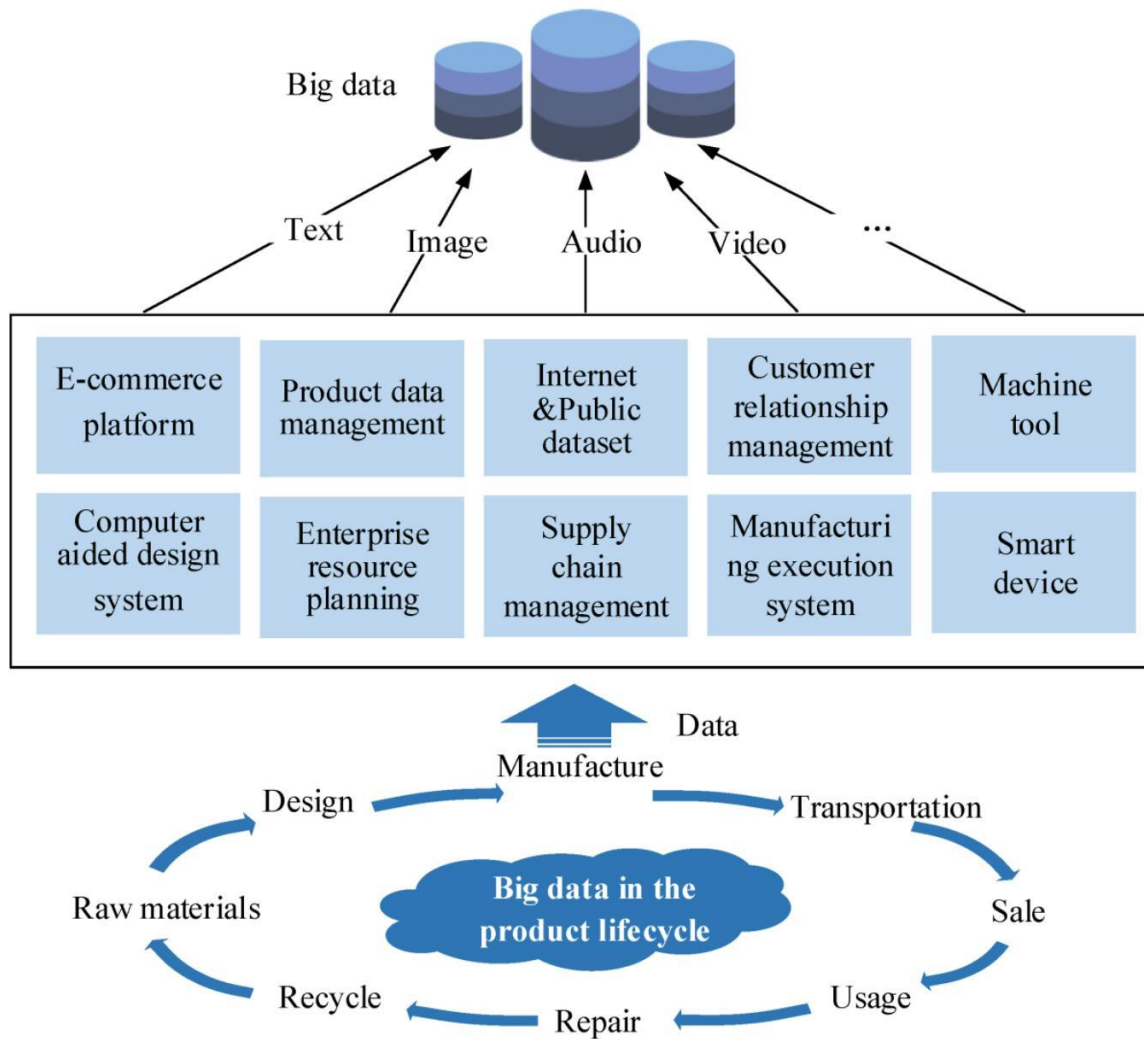 Big data
Text
Image
Audio
Video
...
E-commerce
platform
Product data
management
Internet
&Public
dataset
Customer
relationship
management
Machine
tool
Computer
aided design
system
Enterprise
resource
planning
Supply
chain
management
Manufacturi
ng execution
system
Smart
device
Data
Manufacture
Design
Transportation
Big data in the
product lifecycle
Raw materials
Sale
Recycle
Usage
Repair